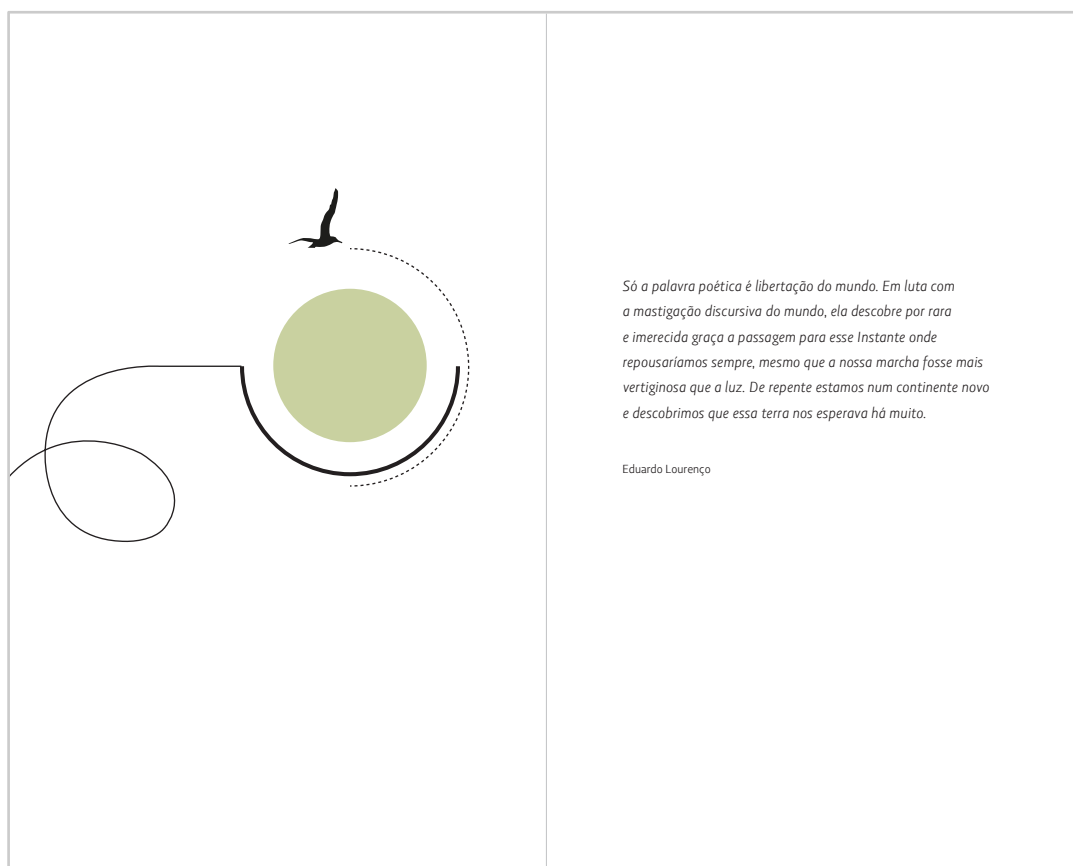 Só a palavra poética é libertação do mundo. Em luta com
a mastigação discursiva do mundo, ela descobre por rara
e imerecida graça a passagem para esse Instante onde
repousaríamos sempre, mesmo que a nossa marcha fosse mais
vertiginosa que a luz. De repente estamos num continente novo
e descobrimos que essa terra nos esperava há muito.
Eduardo Lourenço